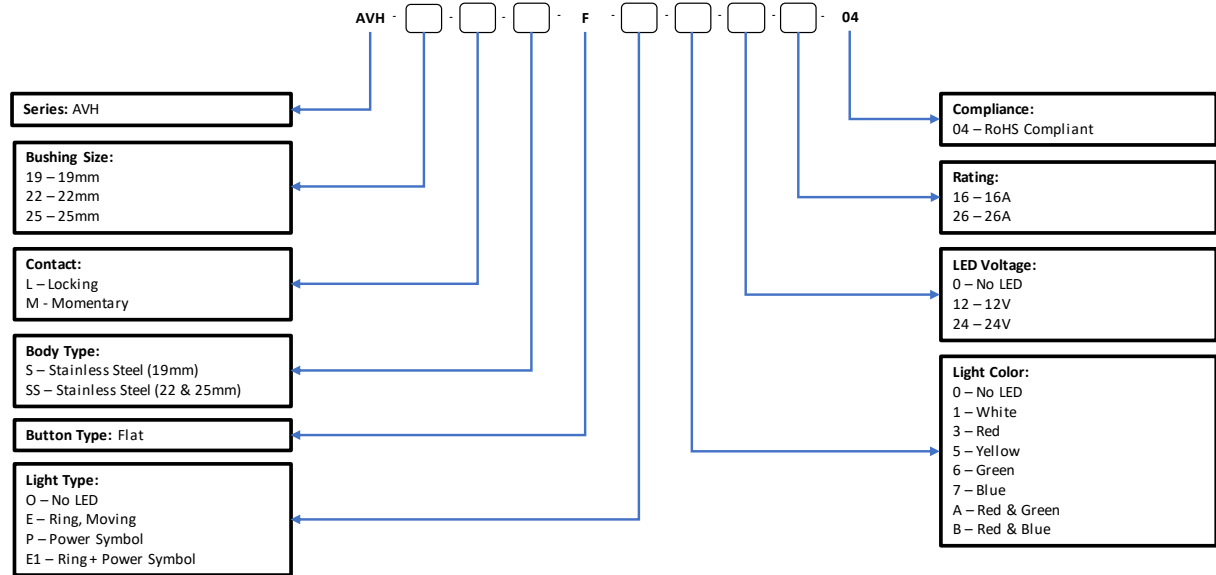 AVH - - - - F - - - - - 04
Series: AVH
Bushing Size:
19 – 19mm
22 – 22mm
25 – 25mm
Contact:
L – Locking
M - Momentary
Body Type:
S – Stainless Steel (19mm)
SS – Stainless Steel (22 & 25mm)
Button Type: Flat
Light Type:
O – No LED
E – Ring, Moving
P – Power Symbol
E1 – Ring + Power Symbol
Compliance:
04 – RoHS Compliant
Rating:
16 – 16A
26 – 26A
LED Voltage:
0 – No LED
12 – 12V
24 – 24V
Light Color:
0 – No LED
1 – White
3 – Red
5 – Yellow
6 – Green
7 – Blue
A – Red & Green
B – Red & Blue